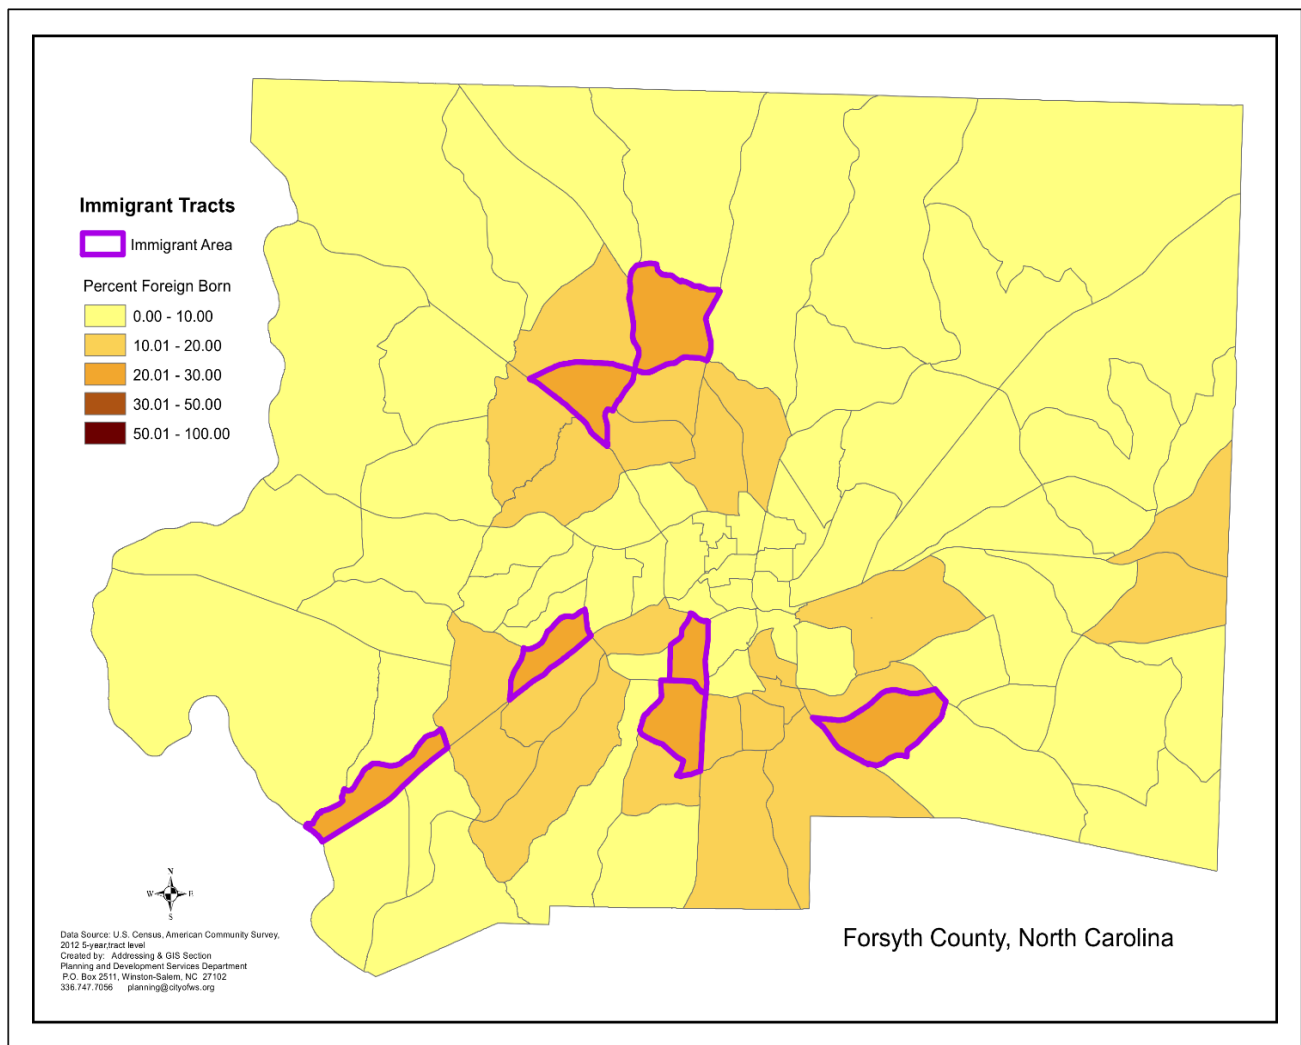 Immigrant Tracts
Immigrant Area
Percent Foreign Born
0.00 - 10.00
10.01 - 20.00
20.01 - 30.00
30.01 - 50.00
50.01 - 100.00
N
W
E
S
Data Source: U.S. Census, American Community Survey,
2012 5-year,tract level
Created by: Addressing & GIS Section
Planning and Development Services Department
P.O. Box 2511, Winston-Salem, NC 27102
336.747.7056 planning@cityofws.org
Forsyth County, North Carolina